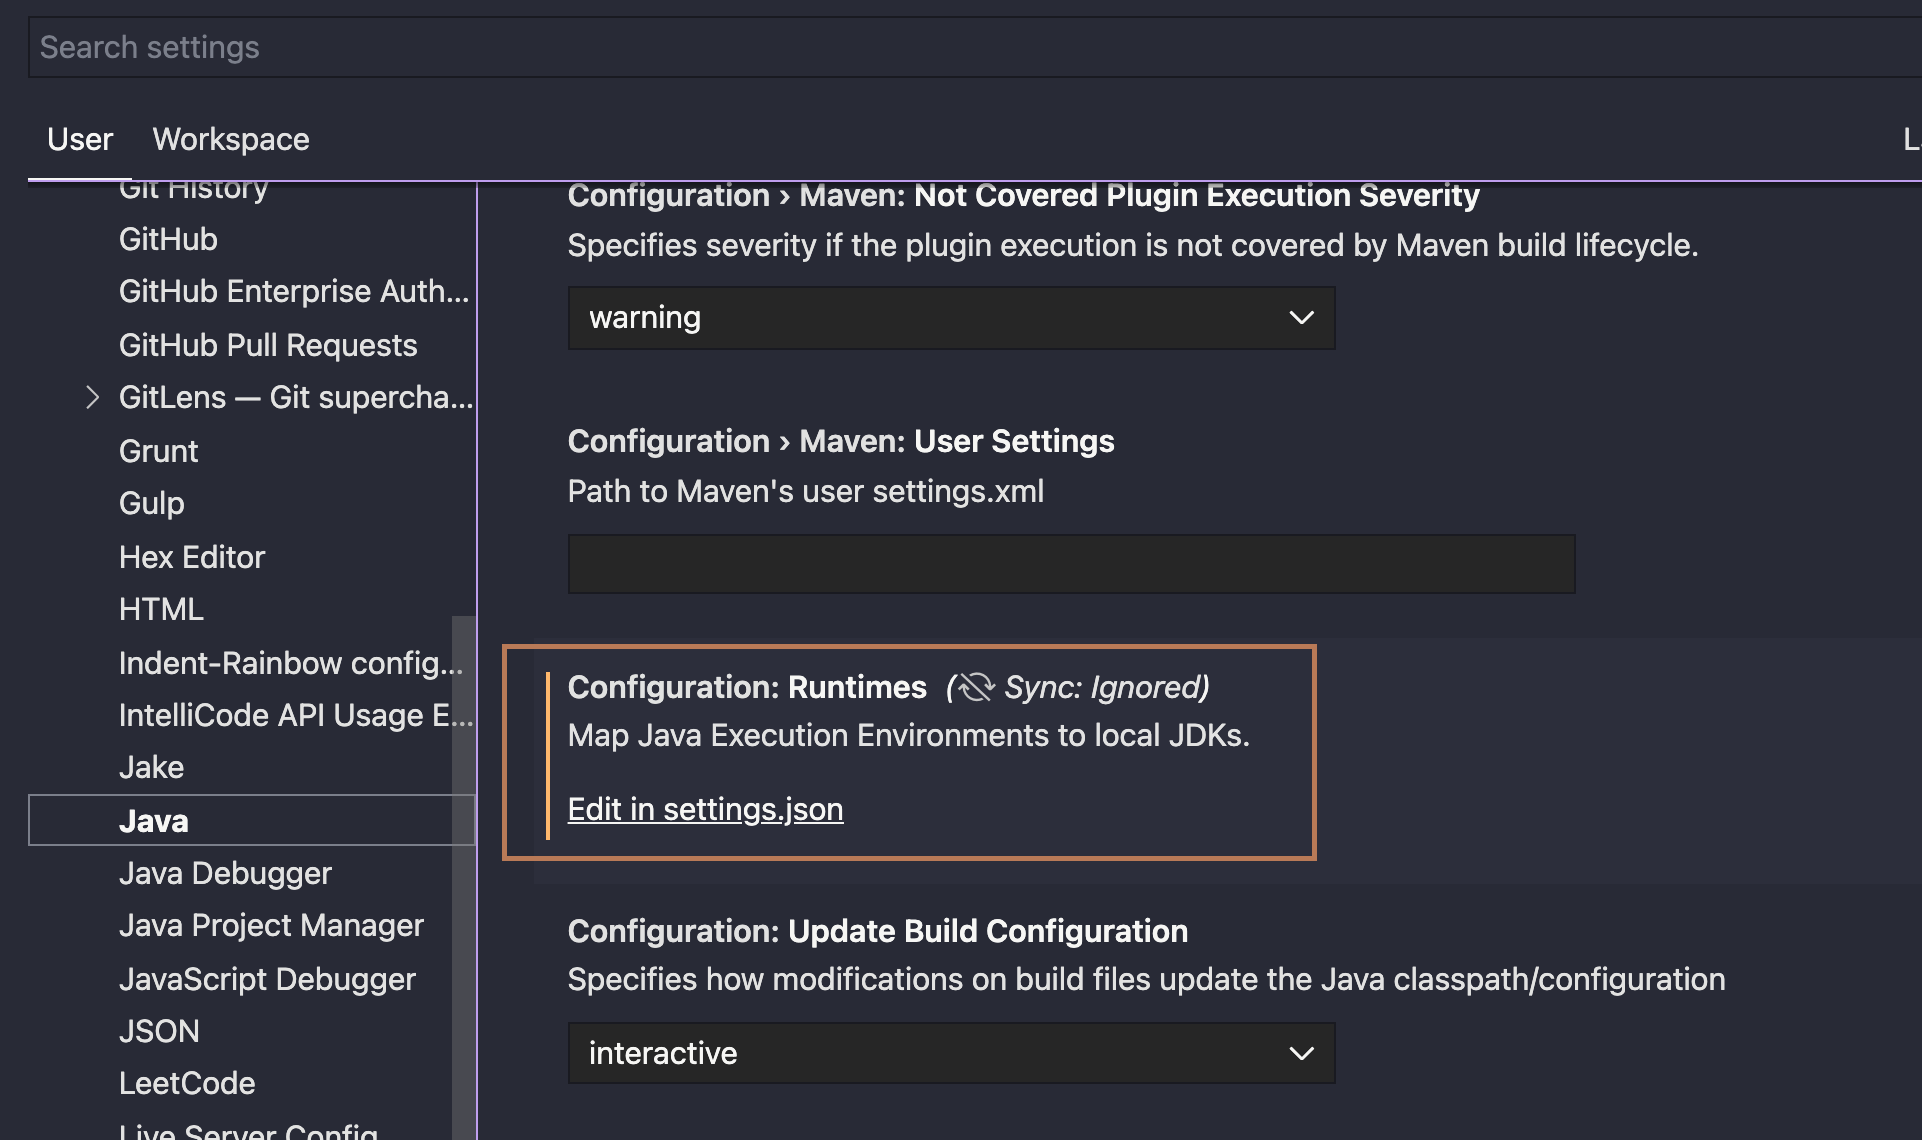 Search settings
User
Workspace
Git History
GitHub
GitHub Enterprise Auth...
GitHub Pull Requests
GitLens — Git supercha...
Grunt
Gulp
Hex Editor
HTML
Indent-Rainbow config...
IntelliCode API Usage E...
Jake
Java
Java Debugger
Java Project Manager
JavaScript Debugger
JSON
LeetCode
Live Server Config
Configuration › Maven: Not Covered Plugin Execution Severity
Specifies severity if the plugin execution is not covered by Maven build lifecycle.
warning
Configuration › Maven: User Settings
Path to Maven's user settings.xml
Configuration: Runtimes (Sync: Ignored)
Map Java Execution Environments to local JDKs.
Edit in settings.json
Configuration: Update Build Configuration
Specifies how modifications on build files update the Java classpath/configuration
interactive